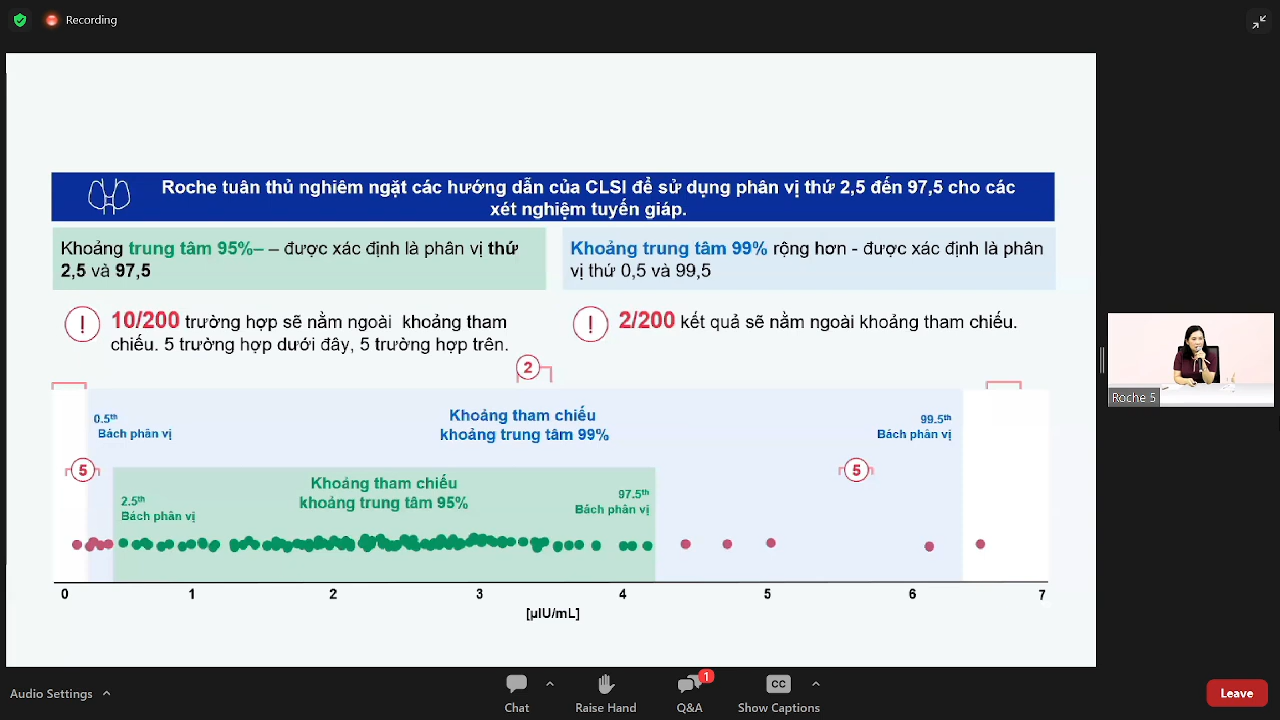 Recording
Roche tuân thủ nghiêm ngặt các hướng dẫn của CLSI để sử dụng phân vị thứ 2,5 đến 97,5 cho các
xét nghiệm tuyến giáp.
Khoảng trung tâm 95%– – được xác định là phân vị thứ
2,5 và 97,5
Khoảng trung tâm 99% rộng hơn - được xác định là phân
vị thứ 0,5 và 99,5
! 10/200 trường hợp sẽ nằm ngoài khoảng tham
chiếu. 5 trường hợp dưới đây, 5 trường hợp trên.
! 2/200 kết quả sẽ nằm ngoài khoảng tham chiếu.
2
0.5th
Bách phân vị
Khoảng tham chiếu
khoảng trung tâm 99%
99.5th
Bách phân vị
5
5
2.5th
Bách phân vị
Khoảng tham chiếu
khoảng trung tâm 95%
97.5th
Bách phân vị
0 1 2 3 4 5 6 7
[µIU/mL]
Roche 5
Audio Settings
Chat
Raise Hand
1
Q&A
CC
Show Captions
Leave